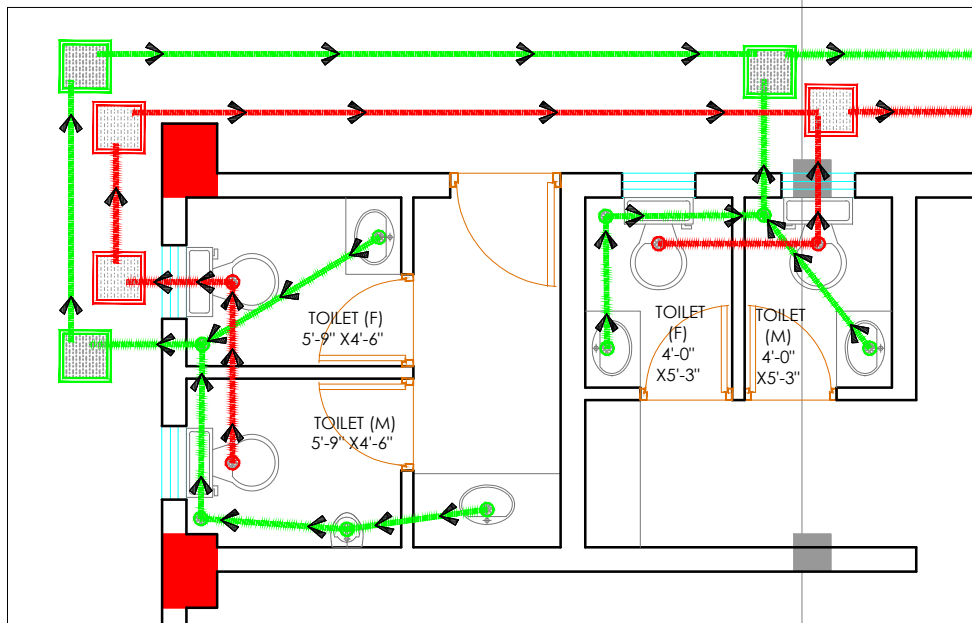 TOILET (F)
5'-9" X4'-6"
TOILET (M)
5'-9" X4'-6"
TOILET
(F)
4'-0"
X5'-3"
TOILET
(M)
4'-0"
X5'-3"